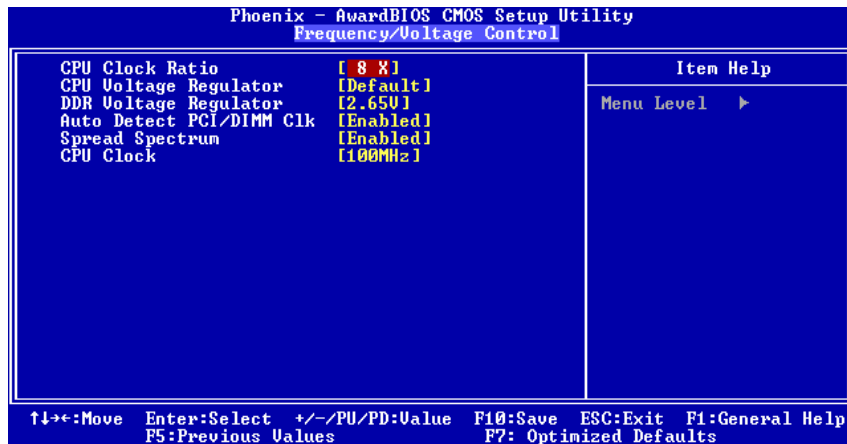 Phoenix - AwardBIOS CMOS Setup Utility
Frequency/Voltage Control
CPU Clock Ratio [ 8 X]
CPU Voltage Regulator [Default]
DDR Voltage Regulator [2.65V]
Auto Detect PCI/DIMM Clk [Enabled]
Spread Spectrum [Enabled]
CPU Clock [100MHz]
Item Help
Menu Level ▶
↑↓→←:Move Enter:Select +/-/PU/PD:Value F10:Save ESC:Exit F1:General Help
F5:Previous Values F7: Optimized Defaults